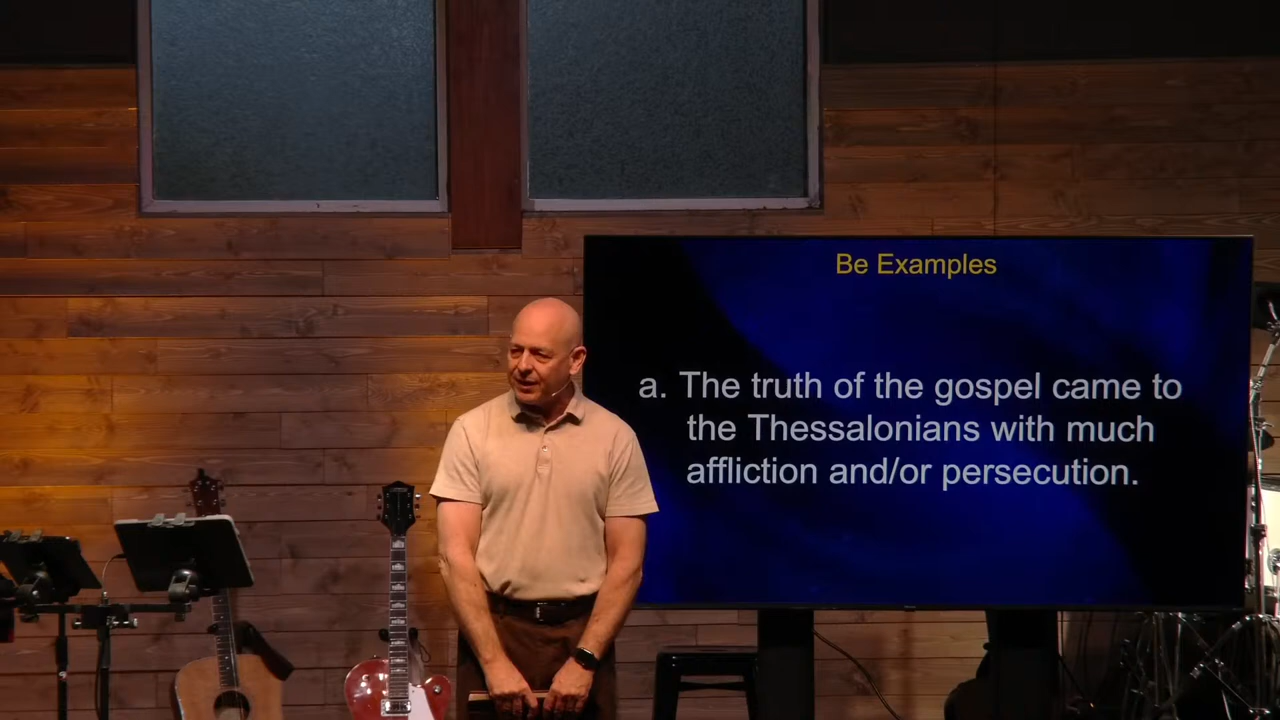 Be Examples
a. The truth of the gospel came to
the Thessalonians with much
affliction and/or persecution.